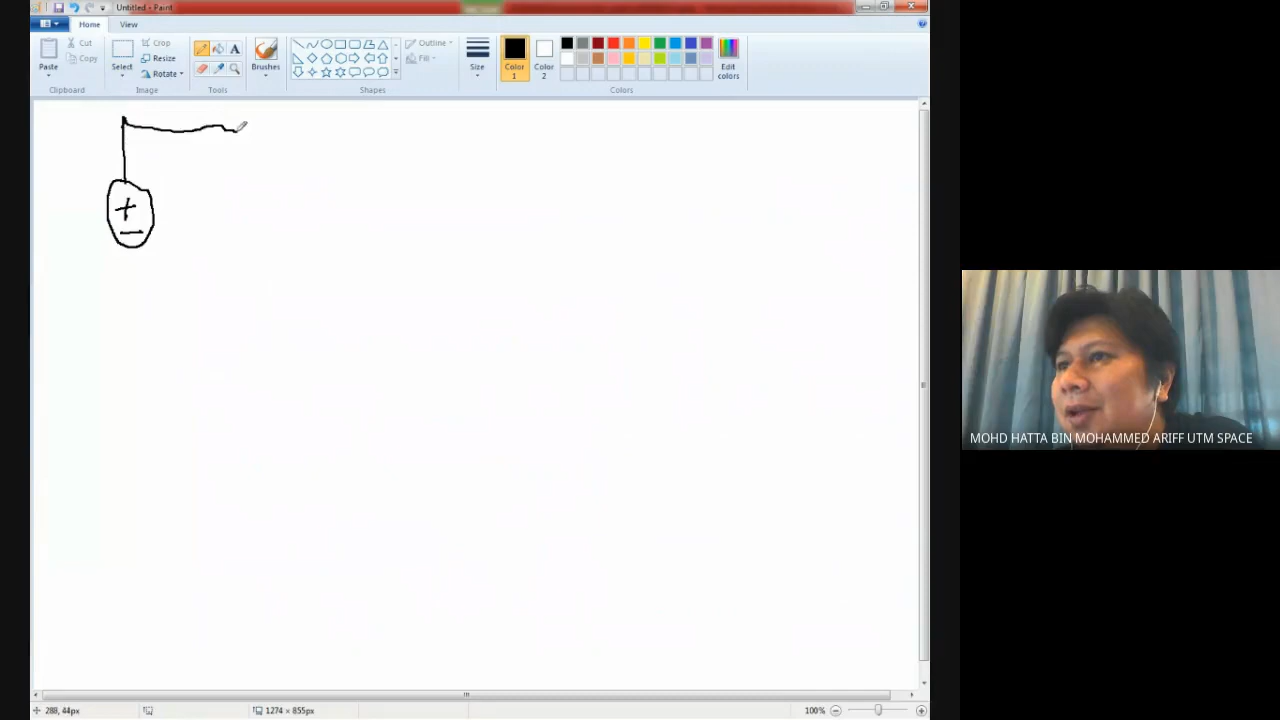 Untitled - Paint
Home View
Paste
Cut
Copy
Clipboard
Select
Crop
Resize
Rotate
Image
A
Tools
Brushes
Outline
Fill
Shapes
Size
Color 1
Color 2
Edit colors
Colors
+
−
MOHD HATTA BIN MOHAMMED ARIFF UTM SPACE
288, 44px
1274 × 855px
100%